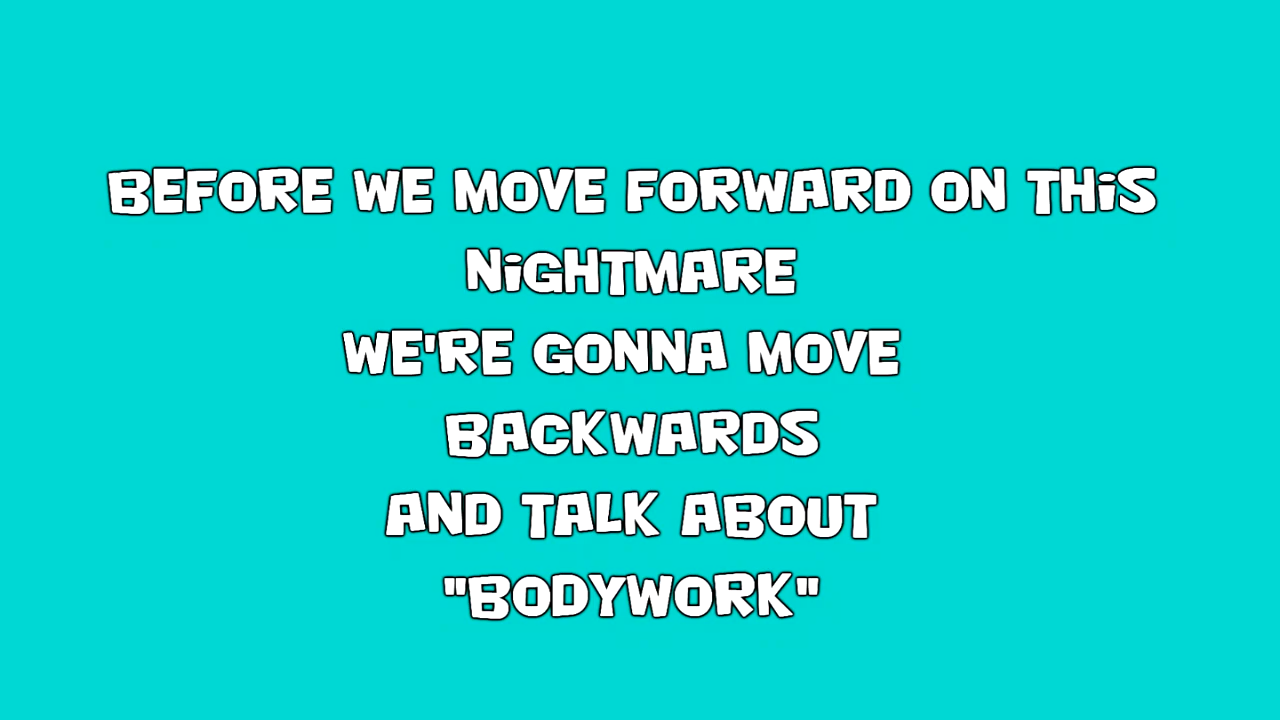 BEFORE WE MOVE FORWARD ON THiS
NiGHTMARE
WE'RE GONNA MOVE
BACKWARDS
AND TALK ABOUT
"BODYWORK"